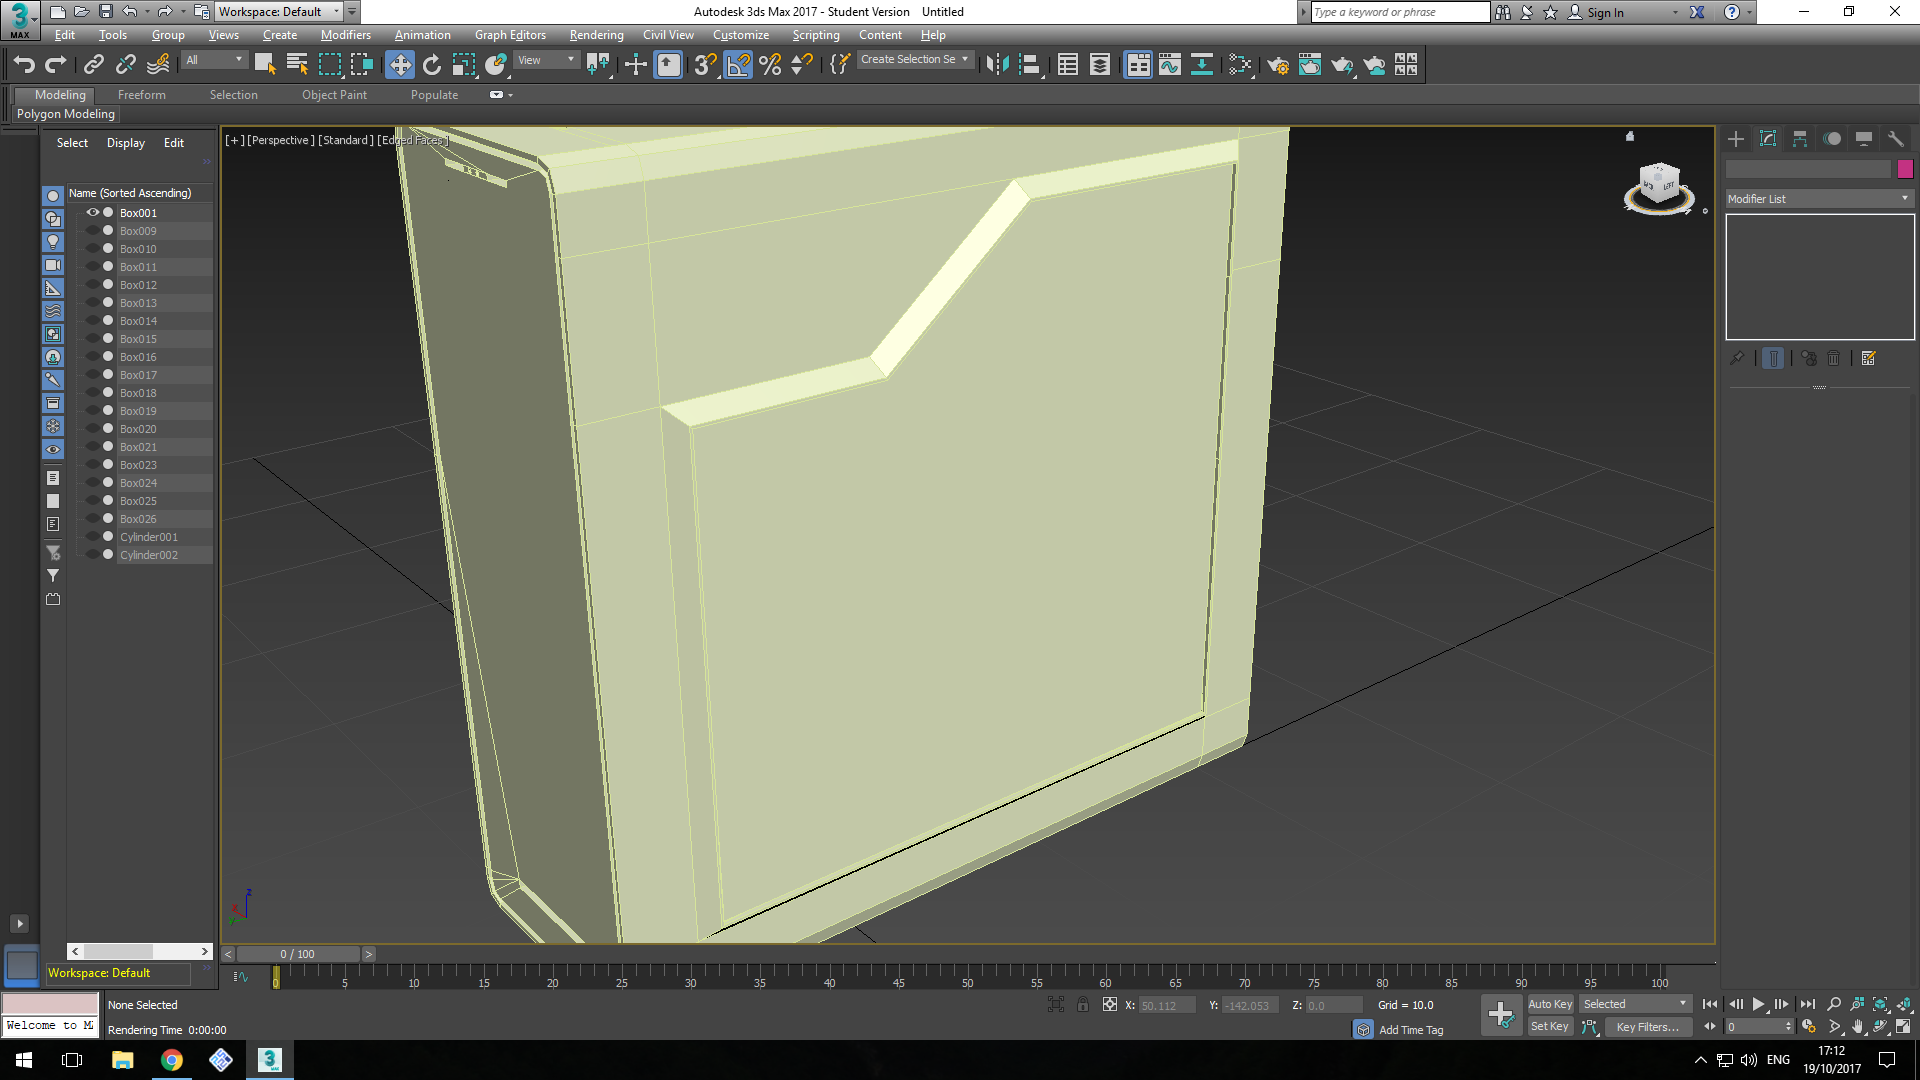 Workspace: Default
Autodesk 3ds Max 2017 - Student Version    Untitled
Type a keyword or phrase
Sign In
MAX
Edit Tools Group Views Create Modifiers Animation Graph Editors Rendering Civil View Customize Scripting Content Help
All
View
Create Selection Se
Modeling Freeform Selection Object Paint Populate
Polygon Modeling
Select Display Edit
[+] [Perspective] [Standard] [Edged Faces]
Name (Sorted Ascending)
Box001
Box009
Box010
Box011
Box012
Box013
Box014
Box015
Box016
Box017
Box018
Box019
Box020
Box021
Box023
Box024
Box025
Box026
Cylinder001
Cylinder002
LEFT
Modifier List
z
x
y
0 / 100
Workspace: Default
0 5 10 15 20 25 30 35 40 45 50 55 60 65 70 75 80 85 90 95 100
None Selected
X: 50.112 Y: -142.053 Z: 0.0 Grid = 10.0
Auto Key Selected
Welcome to M
Rendering Time 0:00:00
Add Time Tag
Set Key Key Filters...
0
ENG
17:12
19/10/2017